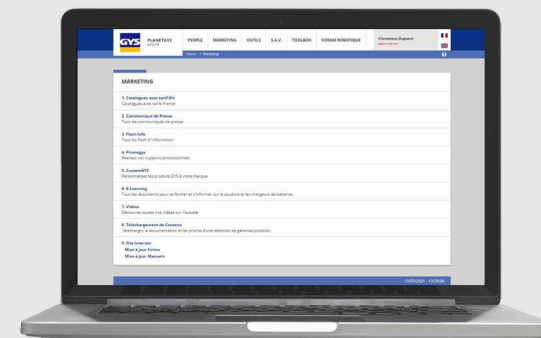 GYS
PLANETGYS
GYS.FR
PEOPLE
MARKETING
OUTILS
S.A.V.
TOOLBOX
FORUM ROBOTIQUE
Clemence Dupont
Home > Marketing
MARKETING
1. Catalogues avec tarif (fr)
Catalogues avec tarifs France
2. Communiqué de Presse
Tous les communiqués de presse
3. Flash Info
Tous les flash d'information
4. Promogys
Réalisez vos supports promotionnels
5. CustomGYS
Personnalisez les produits GYS à votre marque
6. E-Learning
Tous les documents pour se former et s'informer sur la soudure et les chargeurs de batteries
7. Vidéos
Découvrez toutes nos vidéos sur Youtube
8. Téléchargement de Contenu
Téléchargez la documentation et les photos d'une sélection de gammes produits
9. Site Internet
Mise à jour Fiches
Mise à jour Manuels